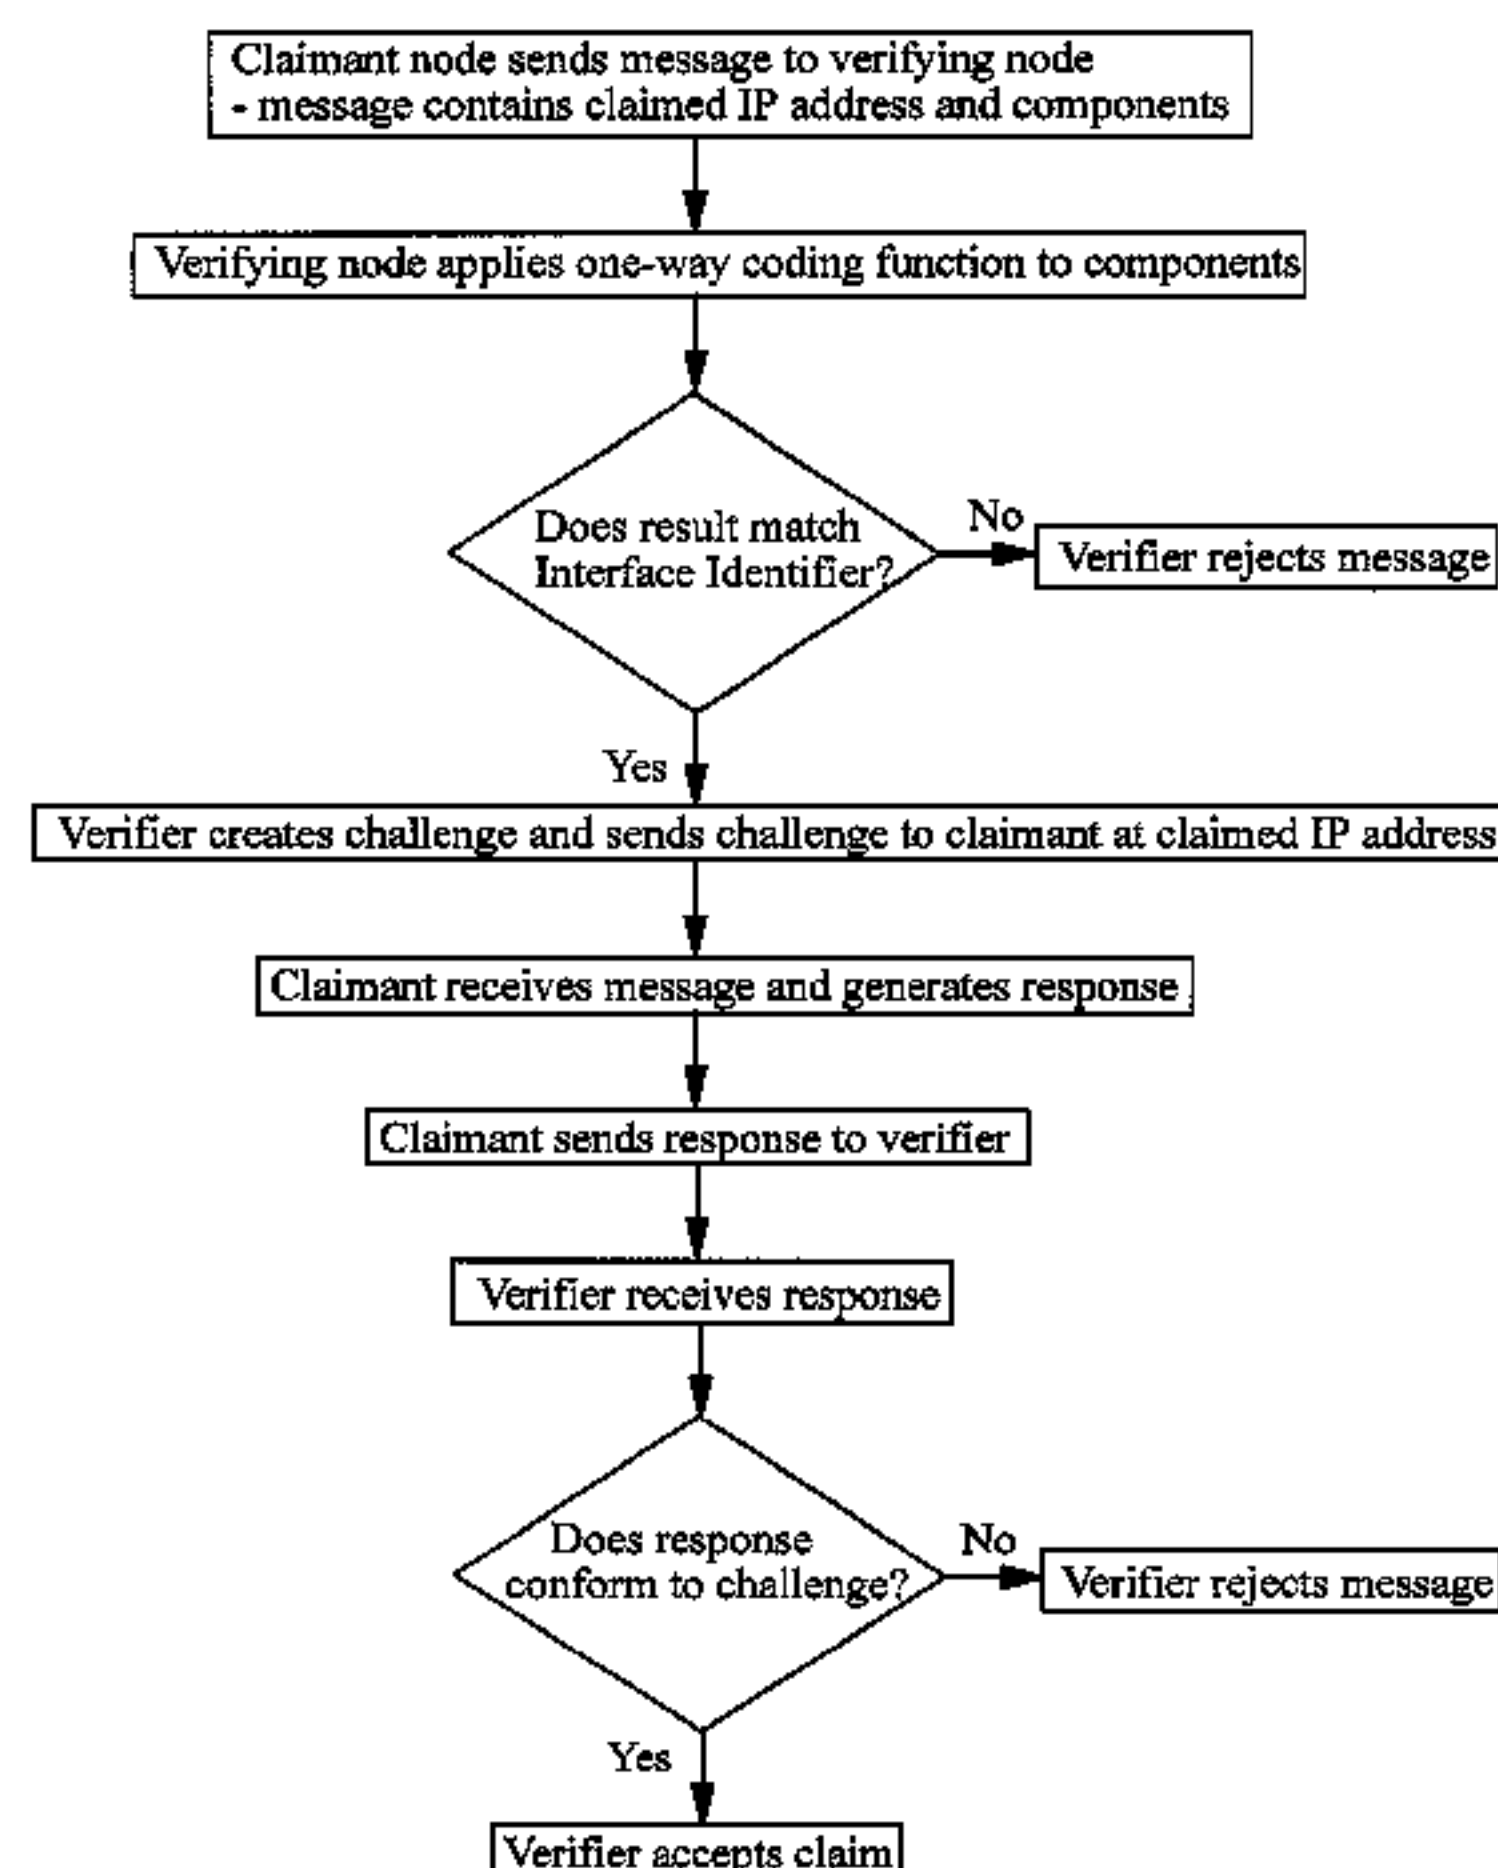 Claimant node sends message to verifying node
- message contains claimed IP address and components
Verifying node applies one-way coding function to components
Does result match
Interface Identifier?
No
Verifier rejects message
Yes
Verifier creates challenge and sends challenge to claimant at claimed IP address
Claimant receives message and generates response
Claimant sends response to verifier
Verifier receives response
Does response
conform to challenge?
No
Verifier rejects message
Yes
Verifier accepts claim